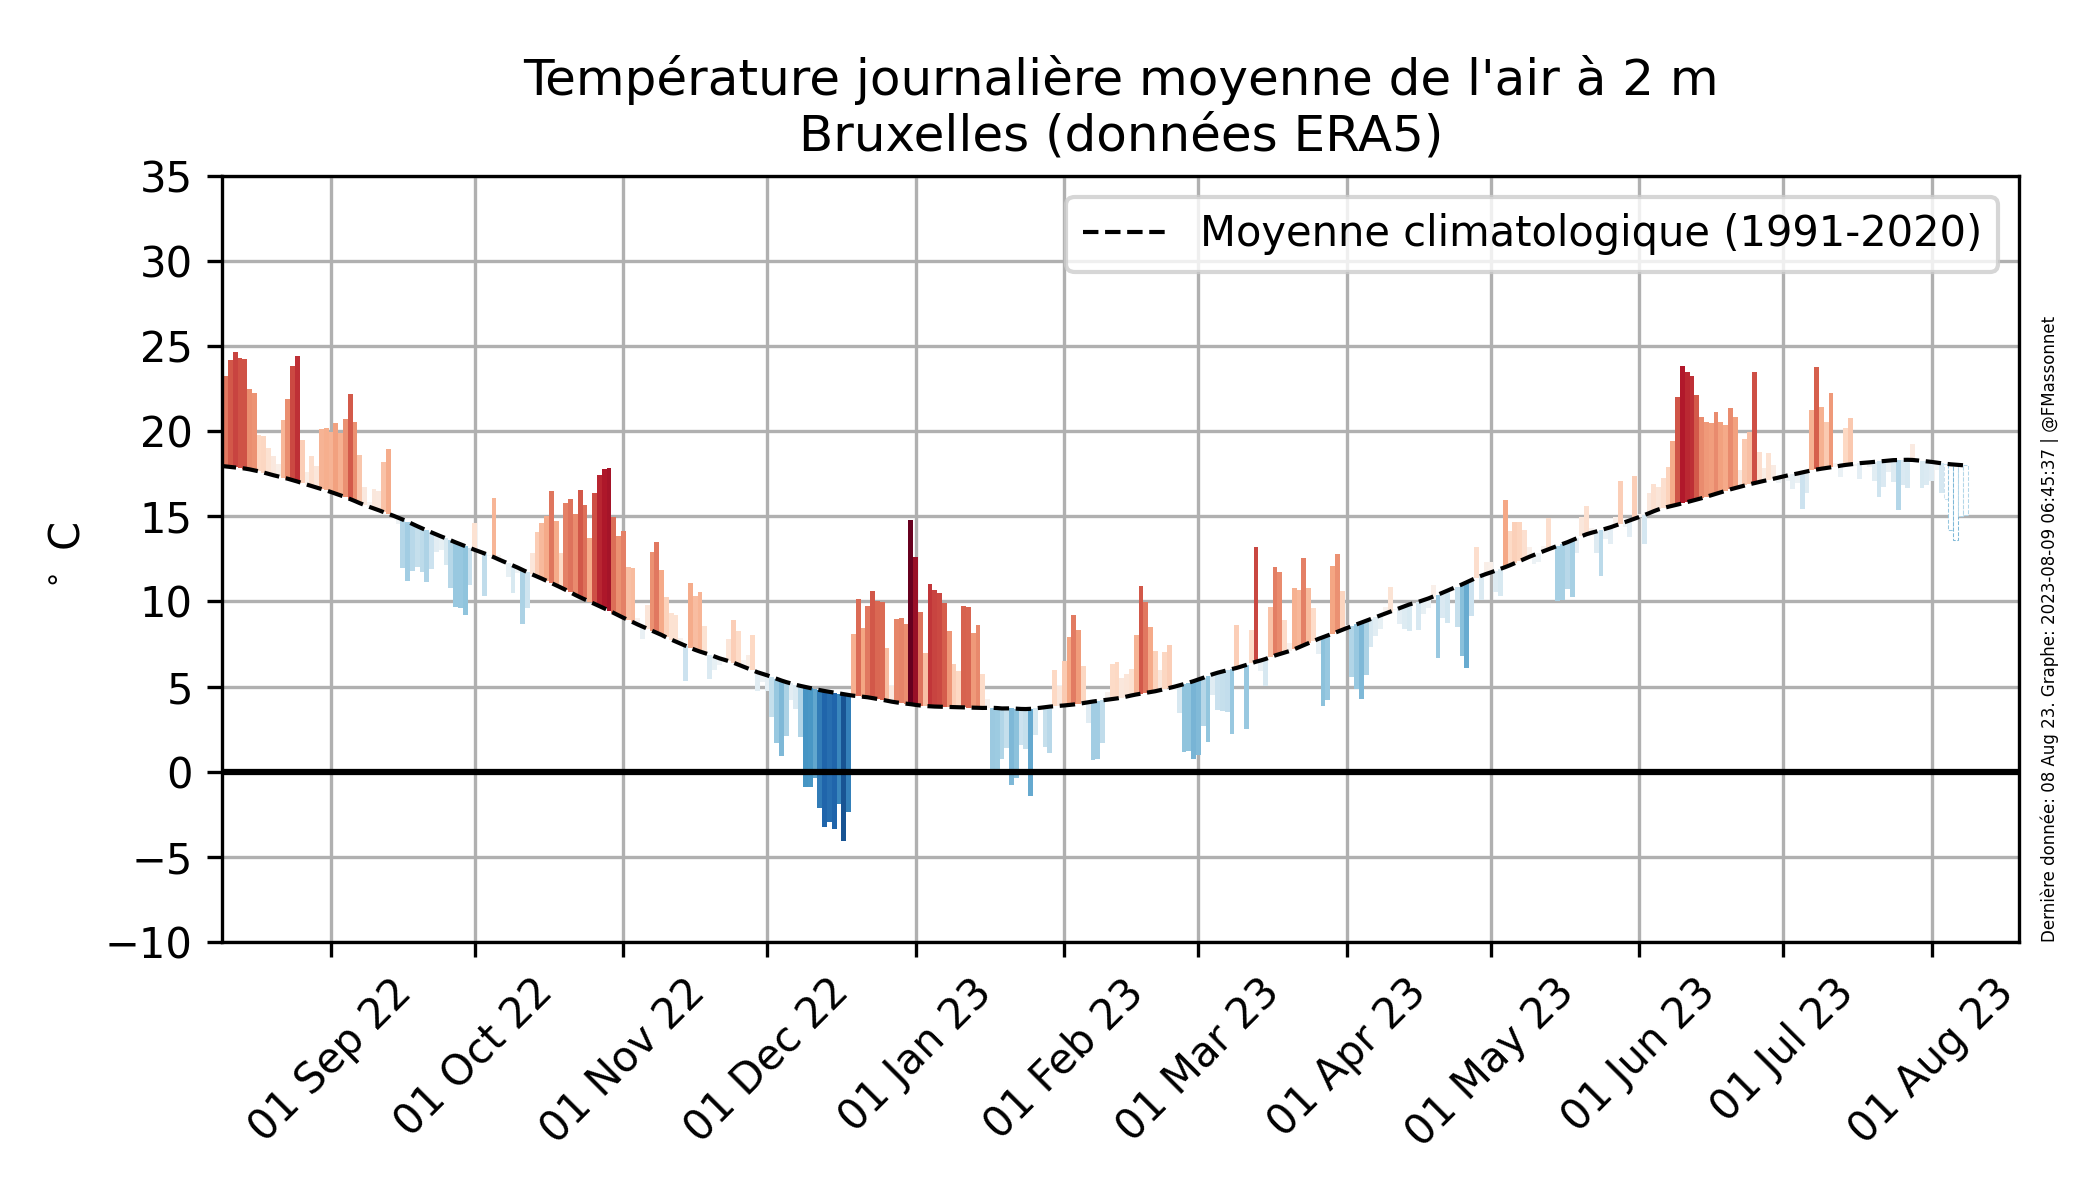 Température journalière moyenne de l'air à 2 m
Bruxelles (données ERA5)
Moyenne climatologique (1991-2020)
° C
35
30
25
20
15
10
5
0
−5
−10
01 Sep 22
01 Oct 22
01 Nov 22
01 Dec 22
01 Jan 23
01 Feb 23
01 Mar 23
01 Apr 23
01 May 23
01 Jun 23
01 Jul 23
01 Aug 23
Dernière donnée: 08 Aug 23. Graphe: 2023-08-09 06:45:37 | @FMassonnet